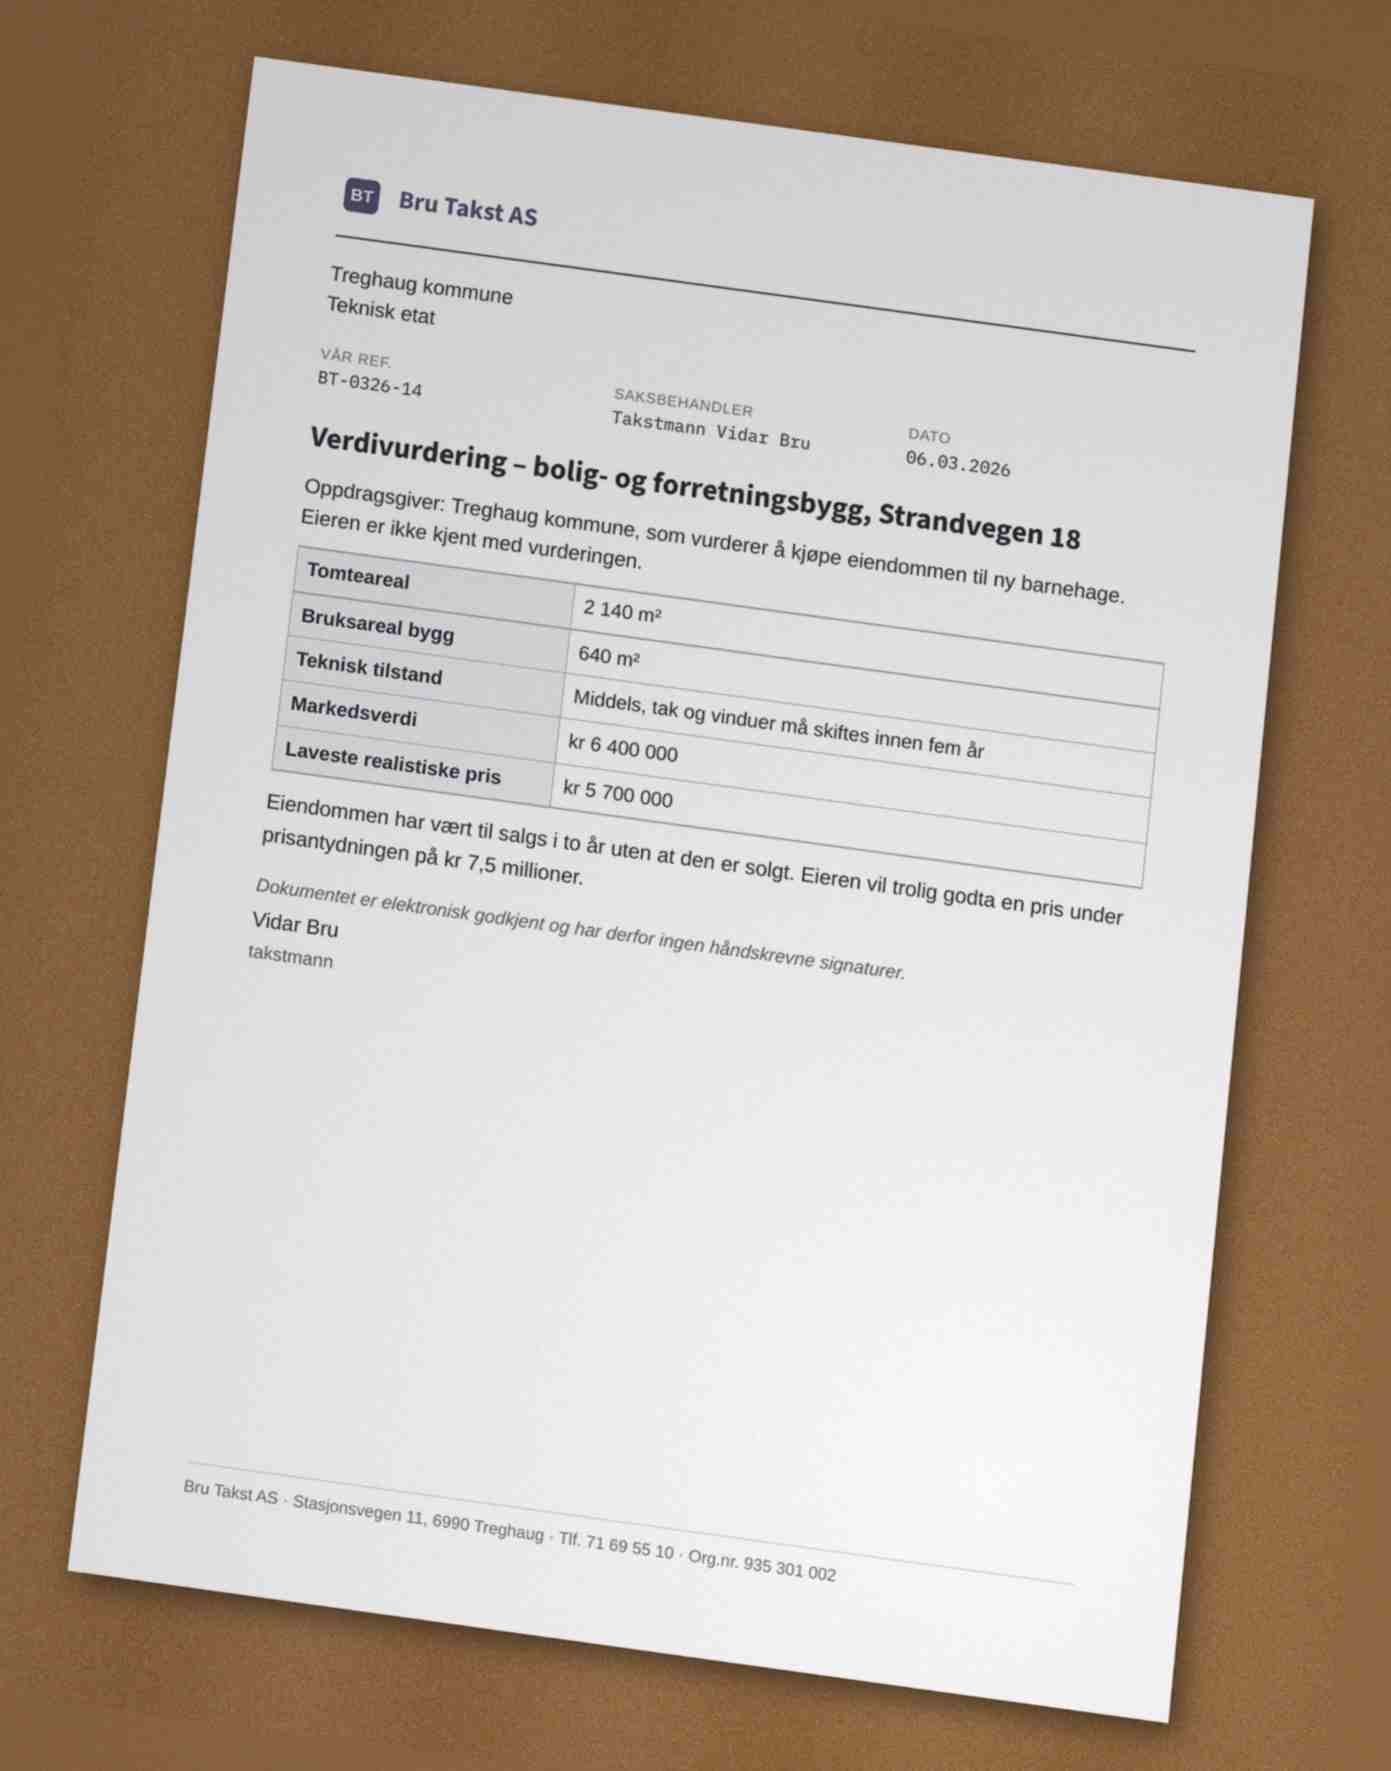 BT Bru Takst AS
Treghaug kommune
Teknisk etat
VÅR REF.
BT-0326-14
SAKSBEHANDLER
Takstmann Vidar Bru
DATO
06.03.2026
Verdivurdering – bolig- og forretningsbygg, Strandvegen 18
Oppdragsgiver: Treghaug kommune, som vurderer å kjøpe eiendommen til ny barnehage.
Eieren er ikke kjent med vurderingen.
Tomteareal 2 140 m²
Bruksareal bygg 640 m²
Teknisk tilstand Middels, tak og vinduer må skiftes innen fem år
Markedsverdi kr 6 400 000
Laveste realistiske pris kr 5 700 000
Eiendommen har vært til salgs i to år uten at den er solgt. Eieren vil trolig godta en pris under
prisantydningen på kr 7,5 millioner.
Dokumentet er elektronisk godkjent og har derfor ingen håndskrevne signaturer.
Vidar Bru
takstmann
Bru Takst AS · Stasjonsvegen 11, 6990 Treghaug · Tlf. 71 69 55 10 · Org.nr. 935 301 002